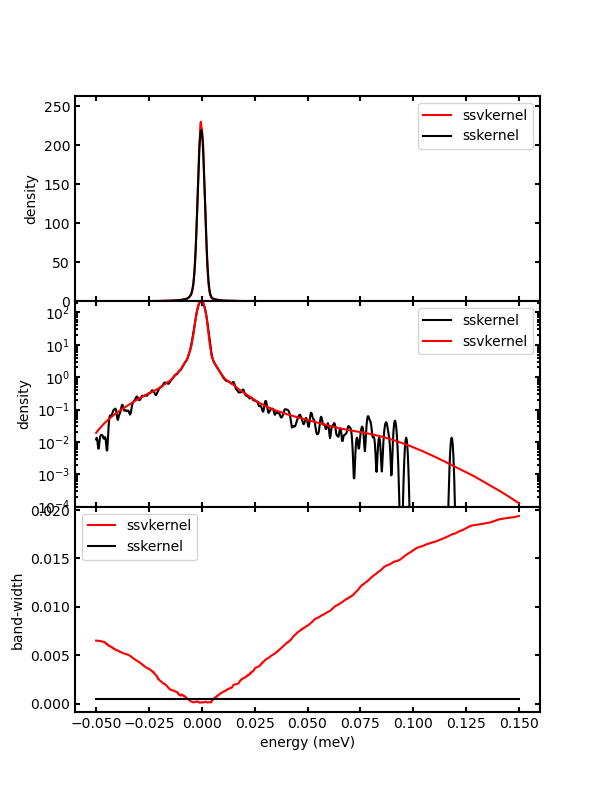 250
200
150
100
50
0
density
ssvkernel
sskernel
10²
10¹
10⁰
10⁻¹
10⁻²
10⁻³
10⁻⁴
density
sskernel
ssvkernel
0.020
0.015
0.010
0.005
0.000
band-width
ssvkernel
sskernel
−0.050 −0.025 0.000 0.025 0.050 0.075 0.100 0.125 0.150
energy (meV)